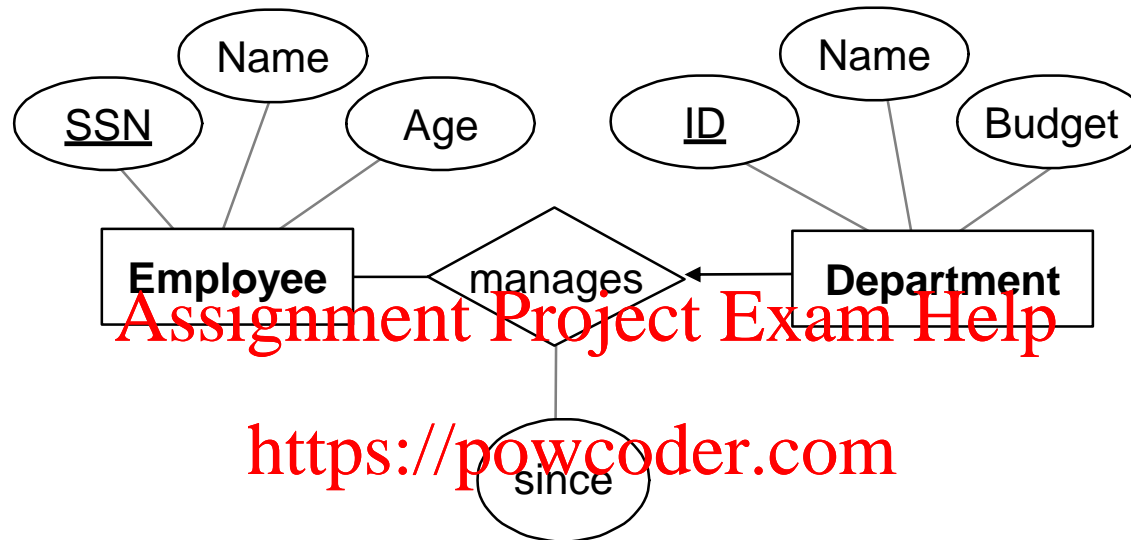 Name
Name
SSN
Age
ID
Budget
Employee
manages
Department
Assignment Project Exam Help
https://powcoder.com
since